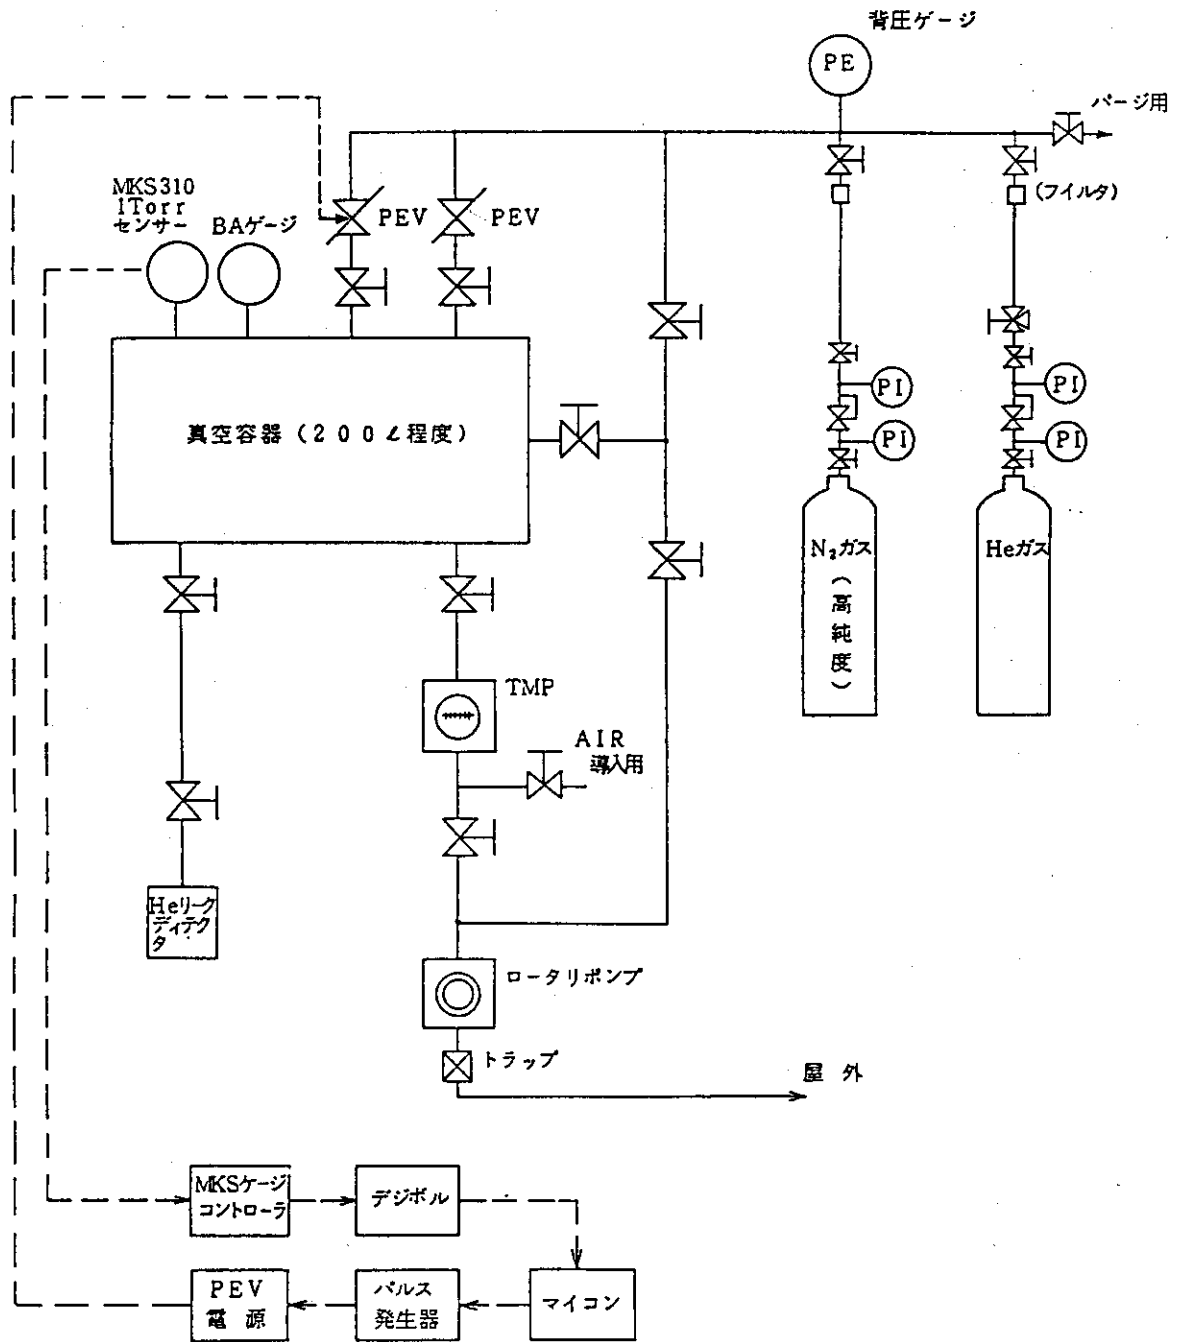 背圧ゲージ
PE
パージ用
MKS310
1Torr
センサー
BAゲージ
PEV
PEV
(フイルタ)
PI
PI
PI
PI
真空容器(200ℓ程度)
N₂ガス
(高純度)
Heガス
TMP
AIR
導入用
Heリーク
ディテク
タ
ロータリポンプ
トラップ
屋外
MKSケージ
コントローラ
デジボル
PEV
電源
パルス
発生器
マイコン